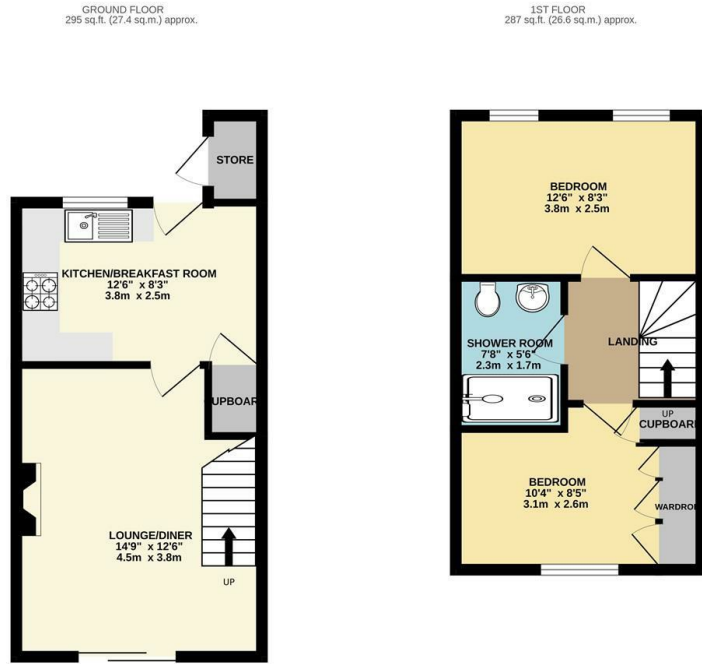 GROUND FLOOR
295 sq.ft. (27.4 sq.m.) approx.
1ST FLOOR
287 sq.ft. (26.6 sq.m.) approx.
STORE
KITCHEN/BREAKFAST ROOM
12'6" x 8'3"
3.8m x 2.5m
CUPBOARD
LOUNGE/DINER
14'9" x 12'6"
4.5m x 3.8m
UP
BEDROOM
12'6" x 8'3"
3.8m x 2.5m
SHOWER ROOM
7'8" x 5'6"
2.3m x 1.7m
LANDING
UP
CUPBOARD
BEDROOM
10'4" x 8'5"
3.1m x 2.6m
WARDROBE